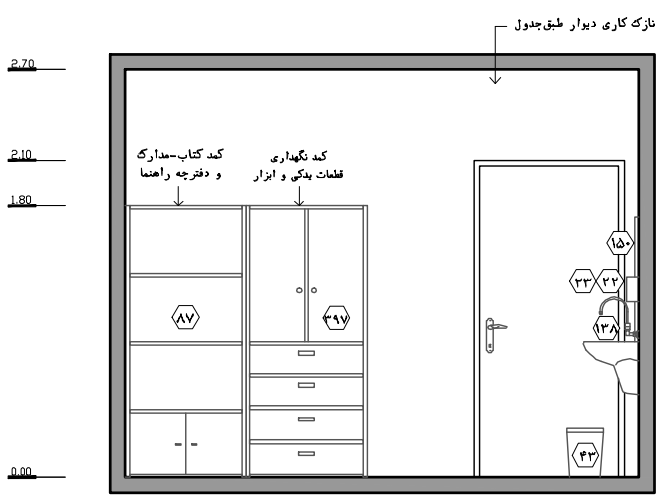 نازک کاری دیوار طبق جدول
2.70
2.10
1.80
0.00
کمد کتاب-مدارک
و دفترچه راهنما
کمد نگهداری
قطعات یدکی و ابزار
۸۷
۳۹۷
۱۵۰
۲۳
۲۲
۱۳۸
۴۳